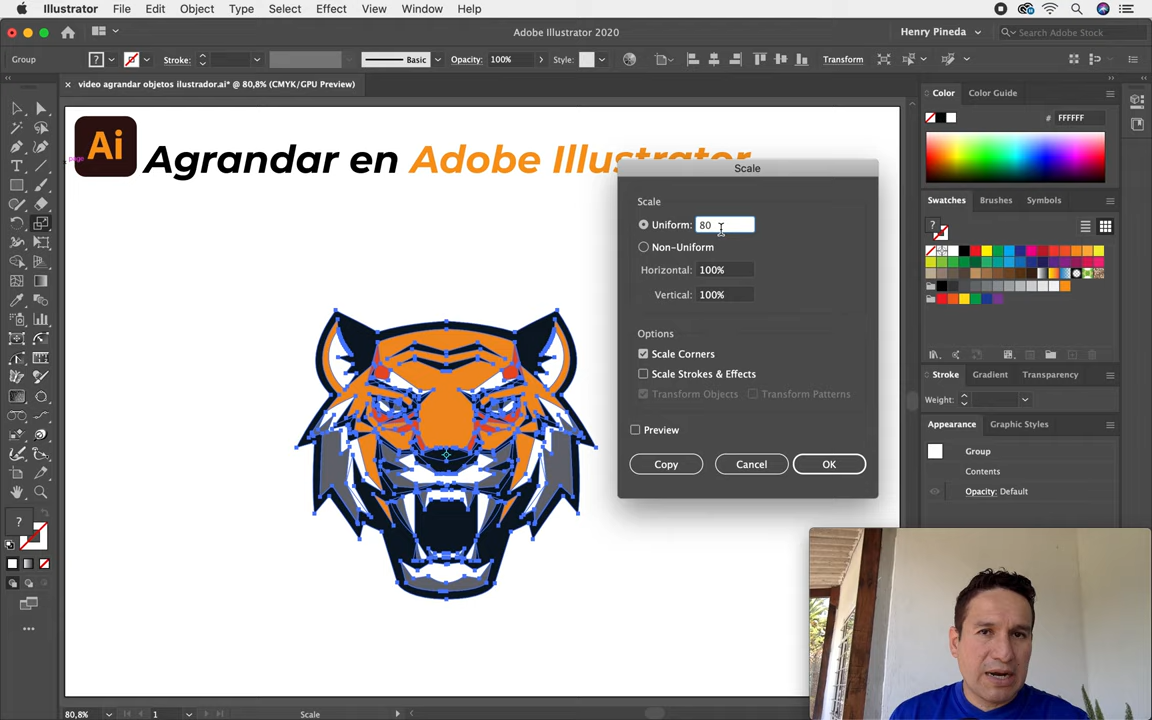 Illustrator File Edit Object Type Select Effect View Window Help
Adobe Illustrator 2020
Henry Pineda
Search Adobe Stock
Group
Stroke:
Basic
Opacity: 100%
Style:
Transform
× video agrandar objetos ilustrador.ai* @ 80,8% (CMYK/GPU Preview)
Color Color Guide
# FFFFFF
page
Ai
Agrandar en Adobe Illustrator
Scale
Scale
Uniform: 80
Non-Uniform
Horizontal: 100%
Vertical: 100%
Options
Scale Corners
Scale Strokes & Effects
Transform Objects Transform Patterns
Preview
Copy Cancel OK
Swatches Brushes Symbols
Stroke Gradient Transparency
Weight:
Appearance Graphic Styles
Group
Contents
Opacity: Default
80,8%
1
Scale